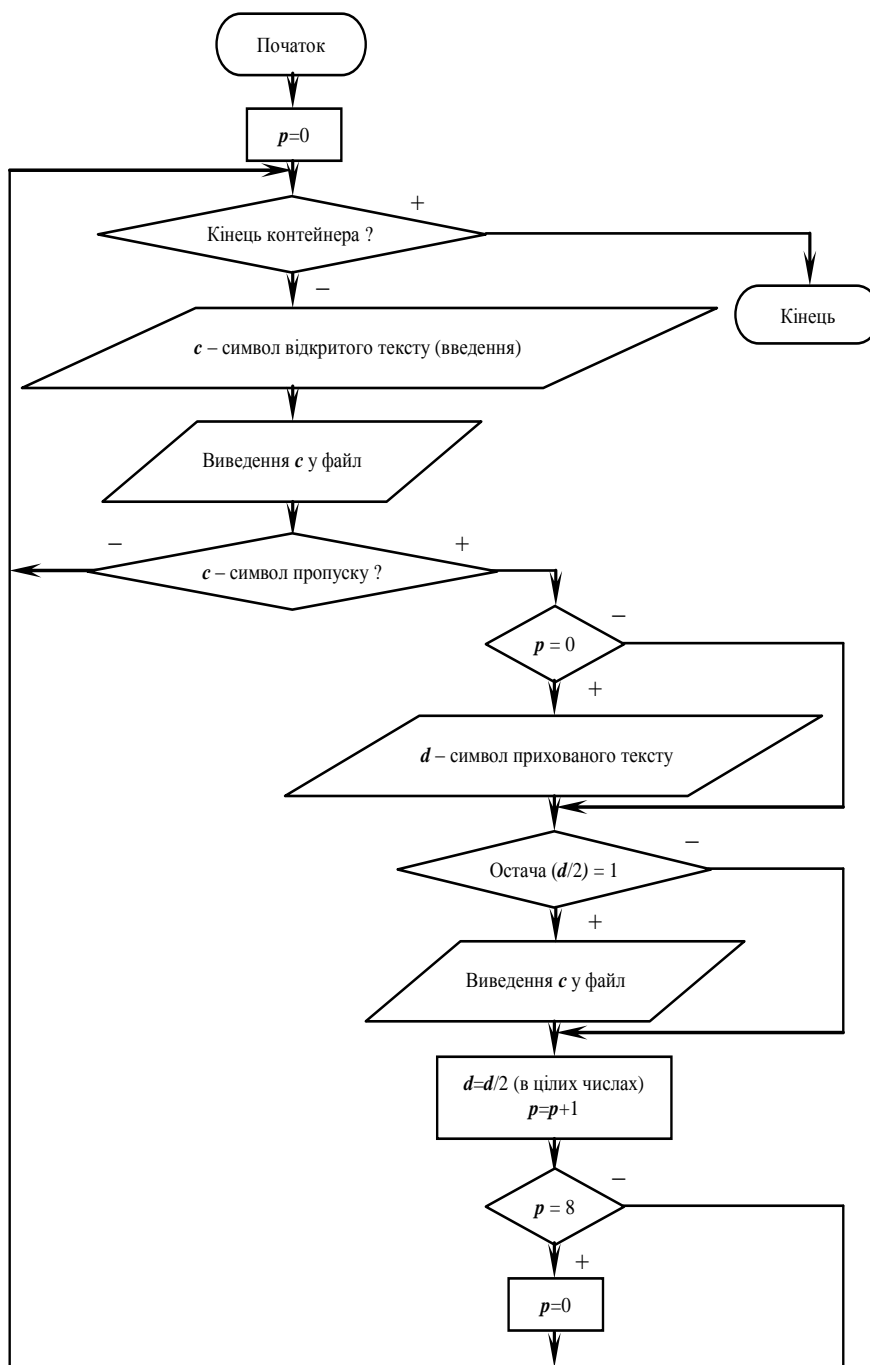 Початок
p=0
+
Кінець контейнера ?
–
Кінець
c – символ відкритого тексту (введення)
Виведення c у файл
–
+
c – символ пропуску ?
–
p = 0
+
d – символ прихованого тексту
–
Остача (d/2) = 1
+
Виведення c у файл
d=d/2 (в цілих числах)
p=p+1
–
p = 8
+
p=0